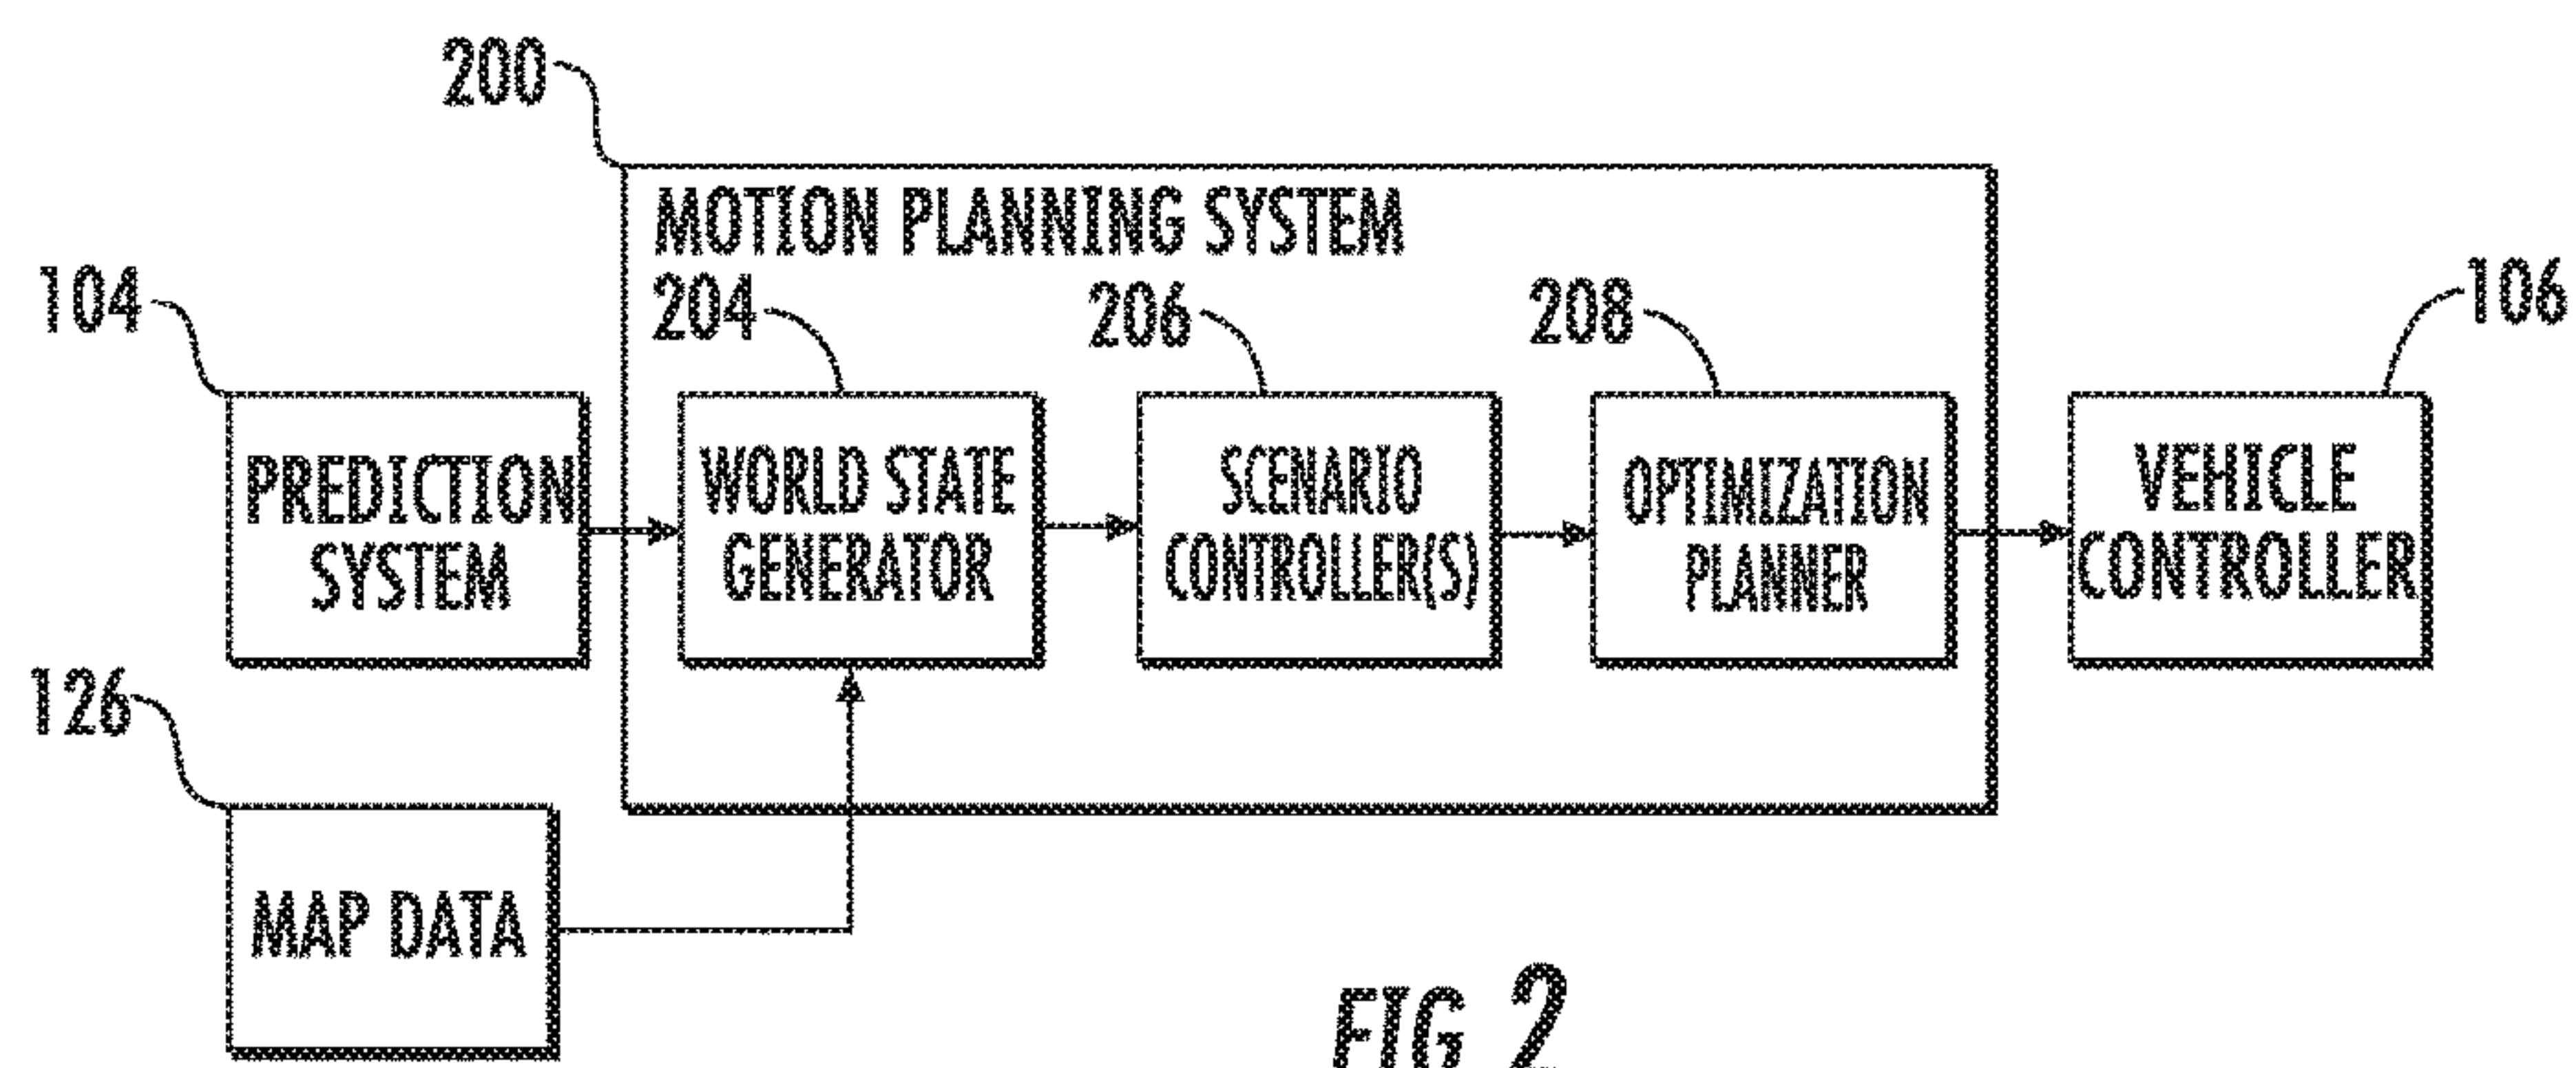 200
MOTION PLANNING SYSTEM
104
204
206
208
106
PREDICTION
SYSTEM
WORLD STATE
GENERATOR
SCENARIO
CONTROLLER(S)
OPTIMIZATION
PLANNER
VEHICLE
CONTROLLER
126
MAP DATA
FIG 2